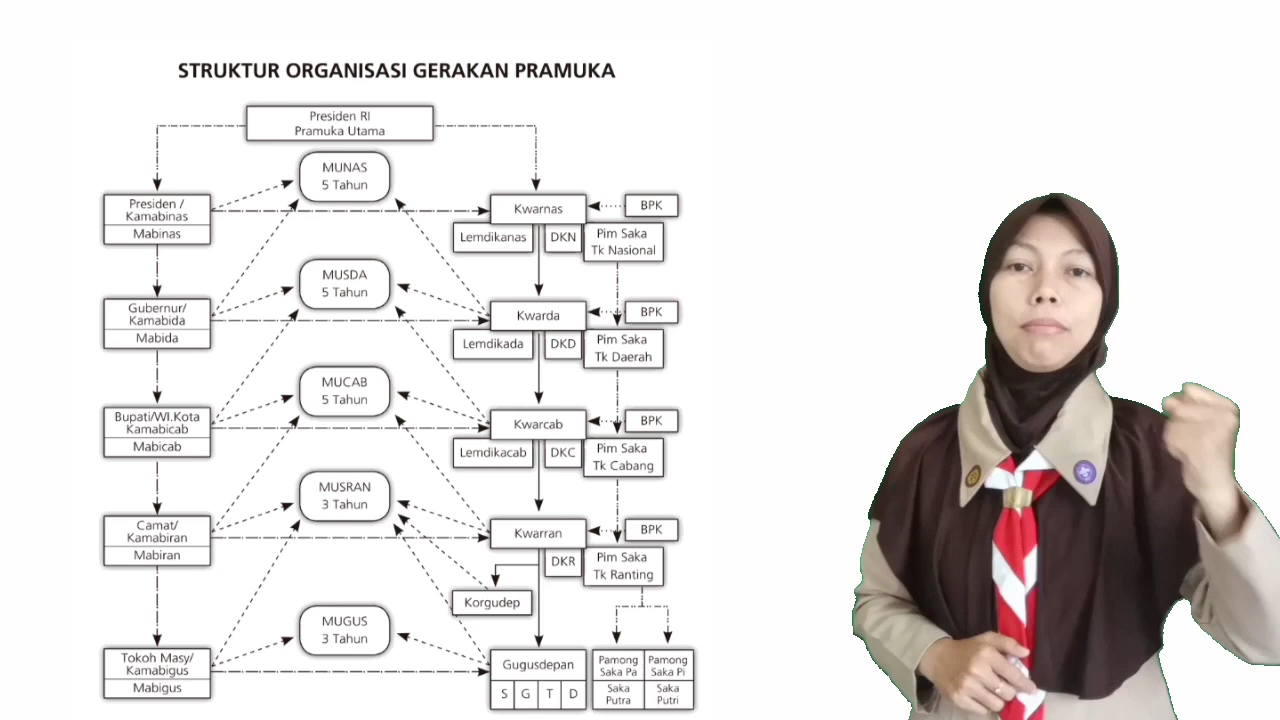 STRUKTUR ORGANISASI GERAKAN PRAMUKA
Presiden RI
Pramuka Utama
MUNAS
5 Tahun
Presiden /
Kamabinas
Mabinas
Kwarnas
BPK
Lemdikanas
DKN
Pim Saka
Tk Nasional
MUSDA
5 Tahun
Gubernur/
Kamabida
Mabida
Kwarda
BPK
Lemdikada
DKD
Pim Saka
Tk Daerah
MUCAB
5 Tahun
Bupati/WI.Kota
Kamabicab
Mabicab
Kwarcab
BPK
Lemdikacab
DKC
Pim Saka
Tk Cabang
MUSRAN
3 Tahun
Camat/
Kamabiran
Mabiran
Kwarran
BPK
DKR
Pim Saka
Tk Ranting
Korgudep
MUGUS
3 Tahun
Tokoh Masy/
Kamabigus
Mabigus
Gugusdepan
S G T D
Pamong
Saka Pa
Saka
Putra
Pamong
Saka Pi
Saka
Putri